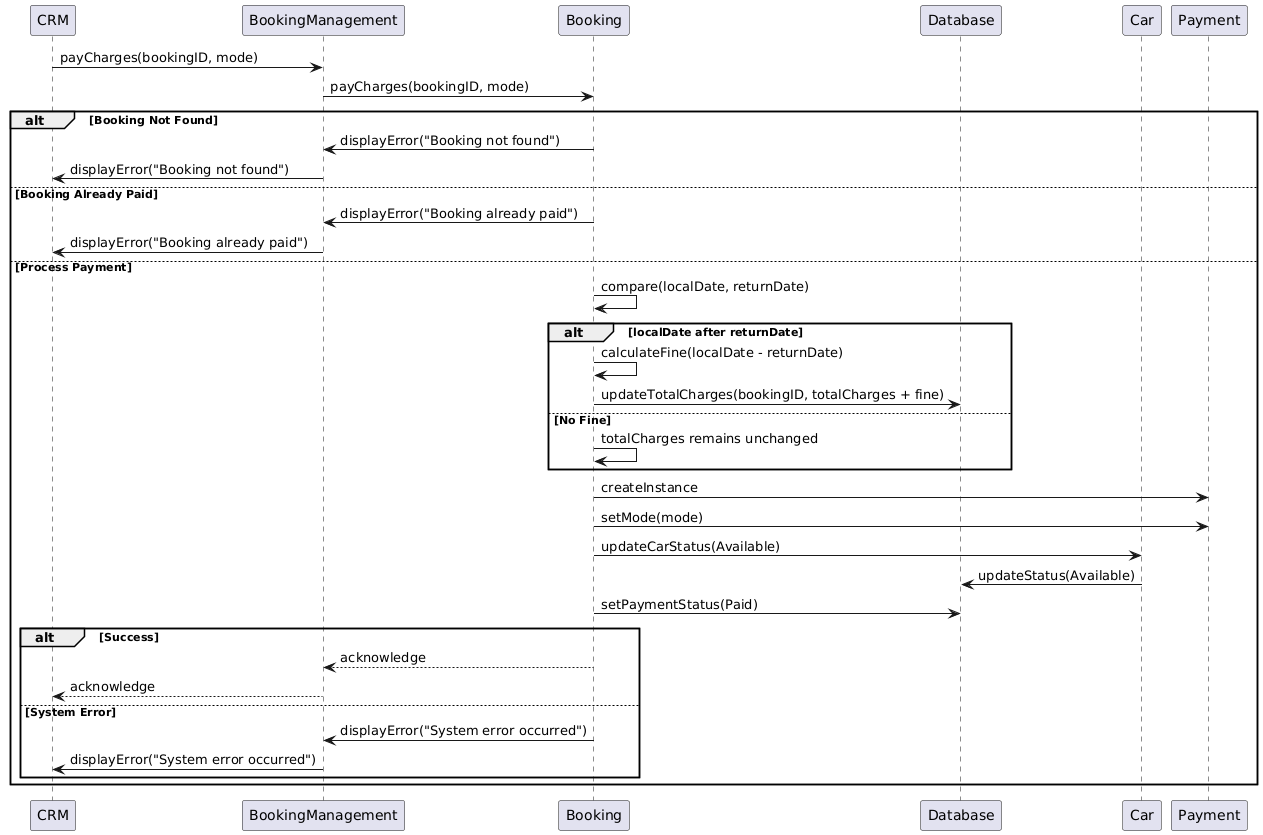 CRM BookingManagement Booking Database Car Payment
payCharges(bookingID, mode)
payCharges(bookingID, mode)
alt [Booking Not Found]
displayError("Booking not found")
displayError("Booking not found")
[Booking Already Paid]
displayError("Booking already paid")
displayError("Booking already paid")
[Process Payment]
compare(localDate, returnDate)
alt [localDate after returnDate]
calculateFine(localDate - returnDate)
updateTotalCharges(bookingID, totalCharges + fine)
[No Fine]
totalCharges remains unchanged
createInstance
setMode(mode)
updateCarStatus(Available)
updateStatus(Available)
setPaymentStatus(Paid)
alt [Success]
acknowledge
acknowledge
[System Error]
displayError("System error occurred")
displayError("System error occurred")
CRM BookingManagement Booking Database Car Payment